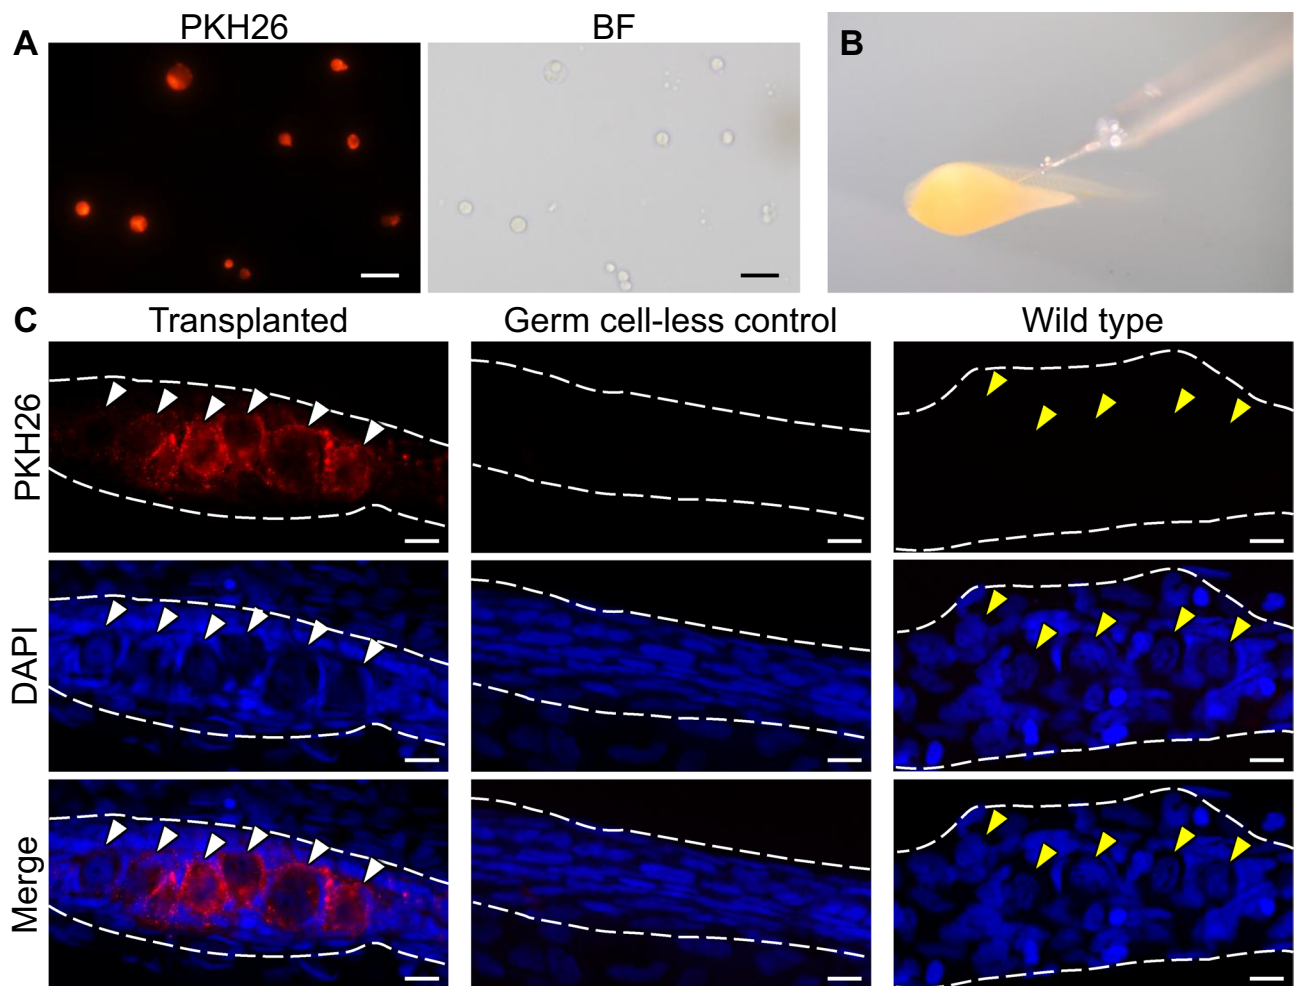 A
PKH26
BF
B
C
Transplanted
Germ cell-less control
Wild type
PKH26
DAPI
Merge